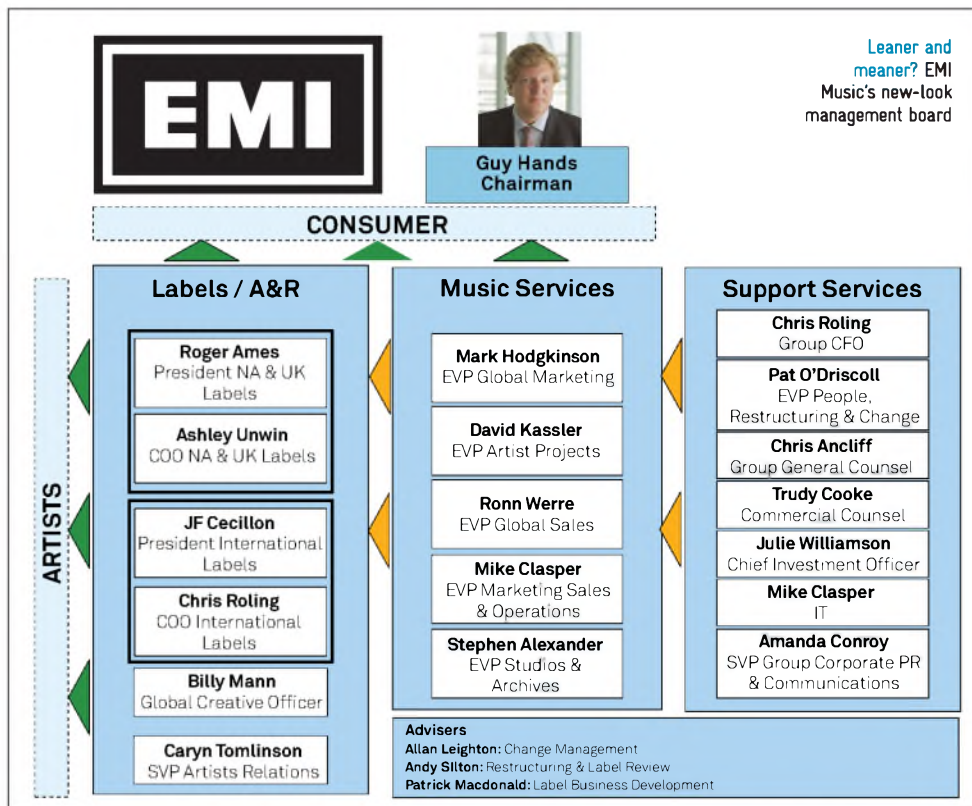 EMI
Guy Hands
Chairman
Leaner and
meaner? EMI
Music's new-look
management board
CONSUMER
ARTISTS
Labels / A&R
Roger Ames
President NA & UK
Labels
Ashley Unwin
COO NA & UK Labels
JF Cecillon
President International
Labels
Chris Roling
COO International
Labels
Billy Mann
Global Creative Officer
Caryn Tomlinson
SVP Artists Relations
Music Services
Mark Hodgkinson
EVP Global Marketing
David Kassler
EVP Artist Projects
Ronn Werre
EVP Global Sales
Mike Clasper
EVP Marketing Sales
& Operations
Stephen Alexander
EVP Studios &
Archives
Support Services
Chris Roling
Group CFO
Pat O'Driscoll
EVP People,
Restructuring & Change
Chris Ancliff
Group General Counsel
Trudy Cooke
Commercial Counsel
Julie Williamson
Chief Investment Officer
Mike Clasper
IT
Amanda Conroy
SVP Group Corporate PR
& Communications
Advisers
Allan Leighton: Change Management
Andy Silton: Restructuring & Label Review
Patrick Macdonald: Label Business Development